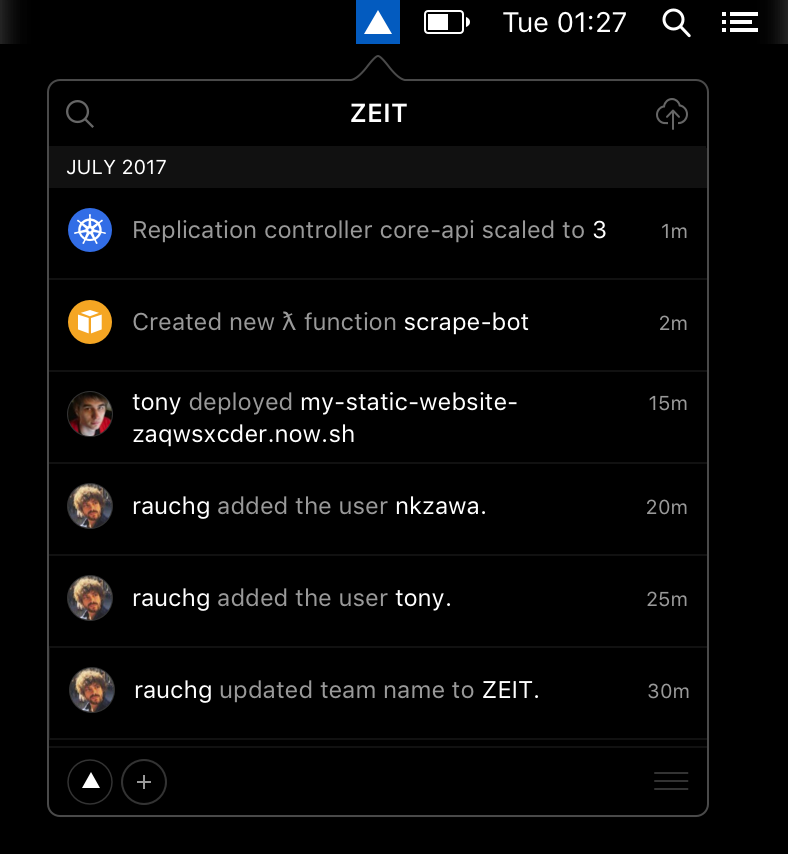 Tue 01:27
ZEIT
JULY 2017
Replication controller core-api scaled to 3 1m
Created new ƛ function scrape-bot 2m
tony deployed my-static-website- 15m
zaqwsxcder.now.sh
rauchg added the user nkzawa. 20m
rauchg added the user tony. 25m
rauchg updated team name to ZEIT. 30m